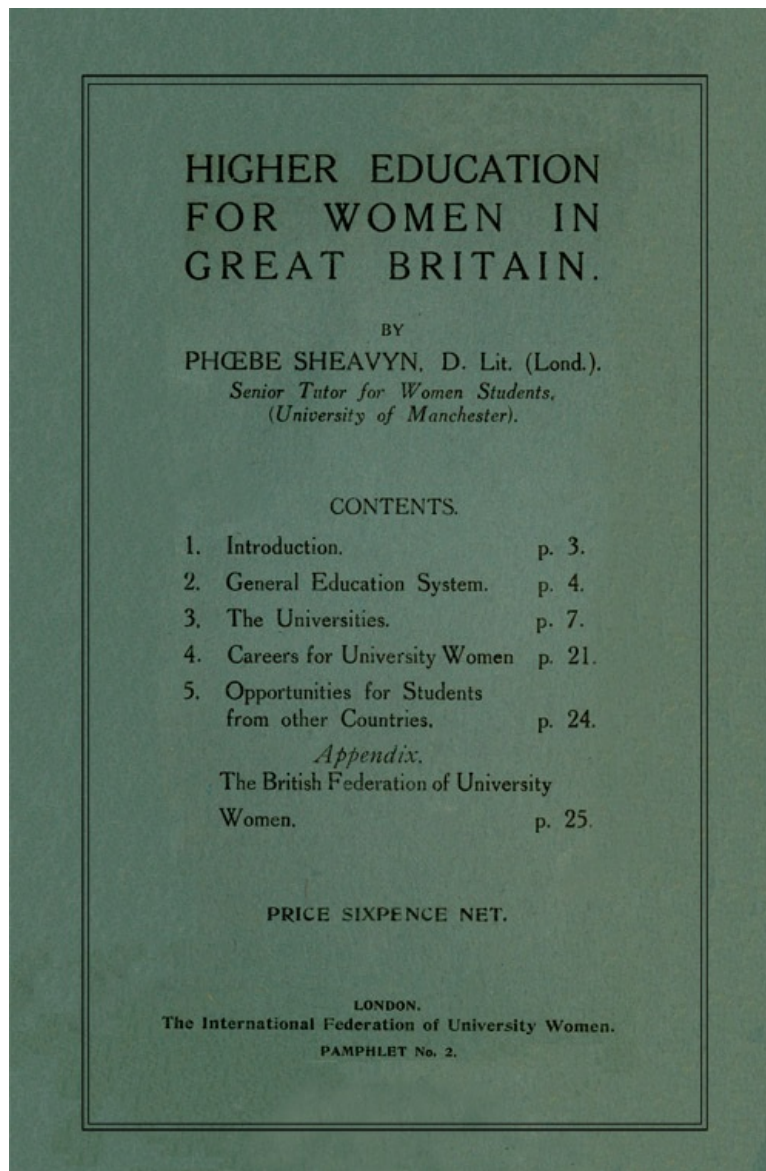 HIGHER EDUCATION
FOR WOMEN IN
GREAT BRITAIN.
BY
PHŒBE SHEAVYN, D. Lit. (Lond.).
Senior Tutor for Women Students,
(University of Manchester).
CONTENTS.
1. Introduction. p. 3.
2. General Education System. p. 4.
3. The Universities. p. 7.
4. Careers for University Women p. 21.
5. Opportunities for Students
from other Countries. p. 24.
Appendix.
The British Federation of University
Women. p. 25.
PRICE SIXPENCE NET.
LONDON.
The International Federation of University Women.
PAMPHLET No. 2.